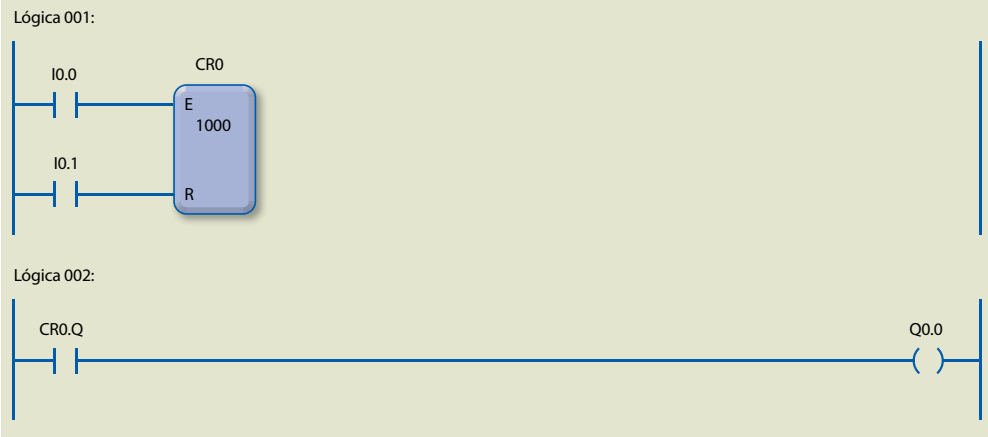 Lógica 001:
CR0
I0.0
E
1000
I0.1
R
Lógica 002:
CR0.Q
Q0.0